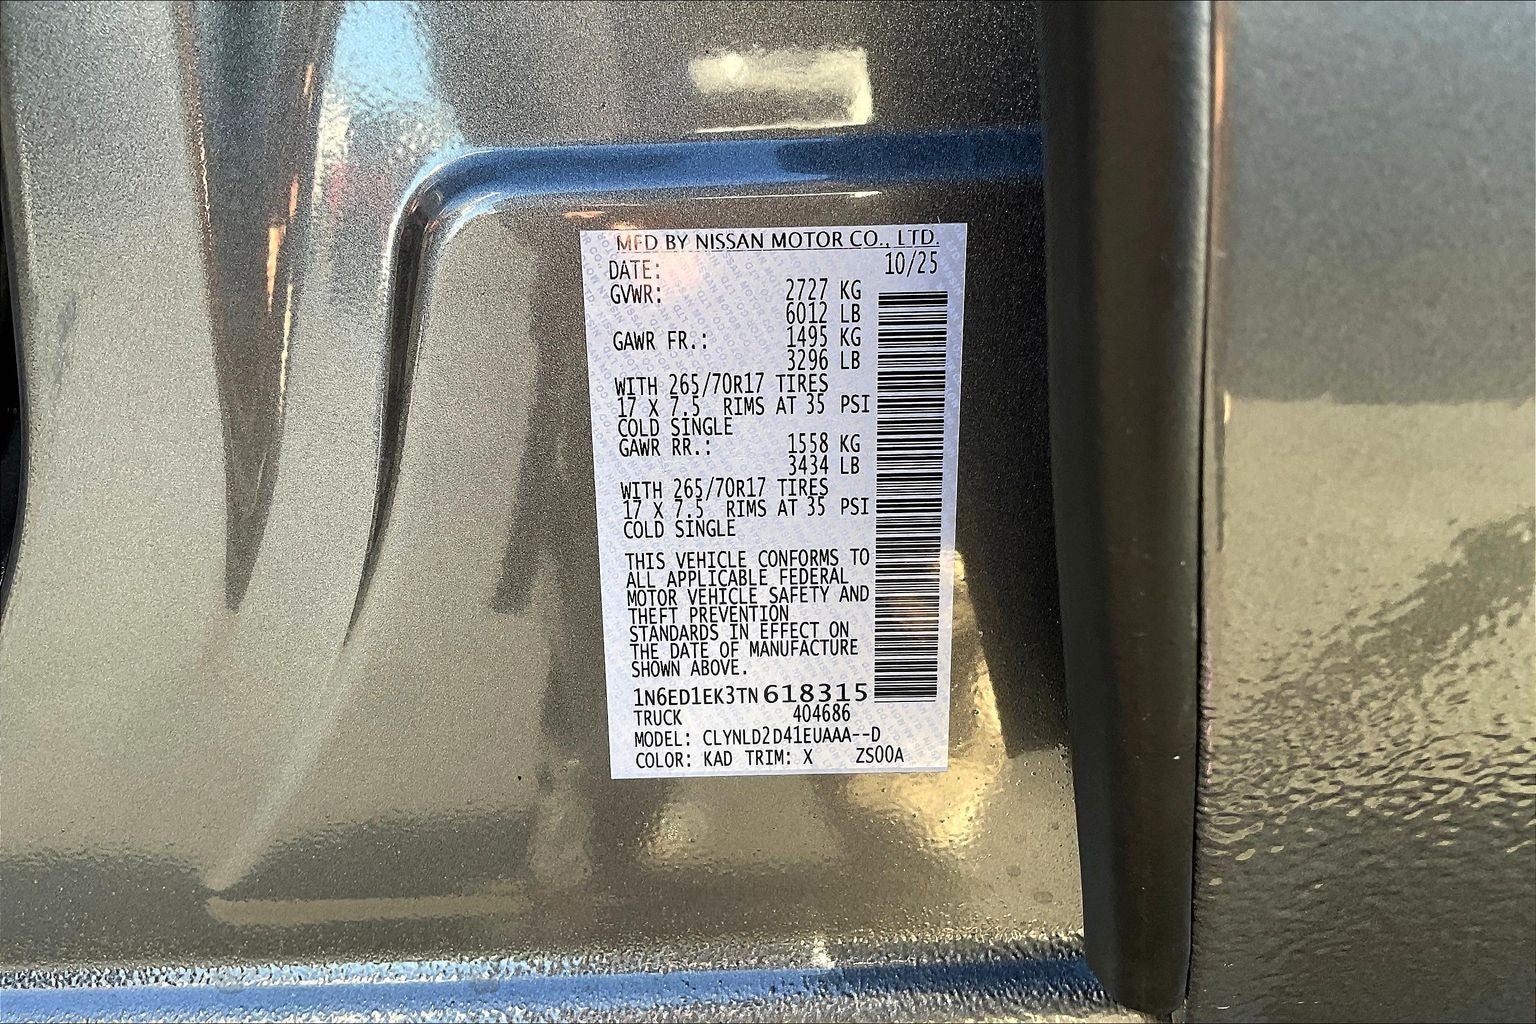 MFD BY NISSAN MOTOR CO., LTD.
DATE: 10/25
GVWR: 2727 KG
6012 LB
GAWR FR.: 1495 KG
3296 LB
WITH 265/70R17 TIRES
17 X 7.5 RIMS AT 35 PSI
COLD SINGLE
GAWR RR.: 1558 KG
3434 LB
WITH 265/70R17 TIRES
17 X 7.5 RIMS AT 35 PSI
COLD SINGLE
THIS VEHICLE CONFORMS TO
ALL APPLICABLE FEDERAL
MOTOR VEHICLE SAFETY AND
THEFT PREVENTION
STANDARDS IN EFFECT ON
THE DATE OF MANUFACTURE
SHOWN ABOVE.
1N6ED1EK3TN618315
TRUCK 404686
MODEL: CLYNLD2D41EUAAA--D
COLOR: KAD TRIM: X ZS00A